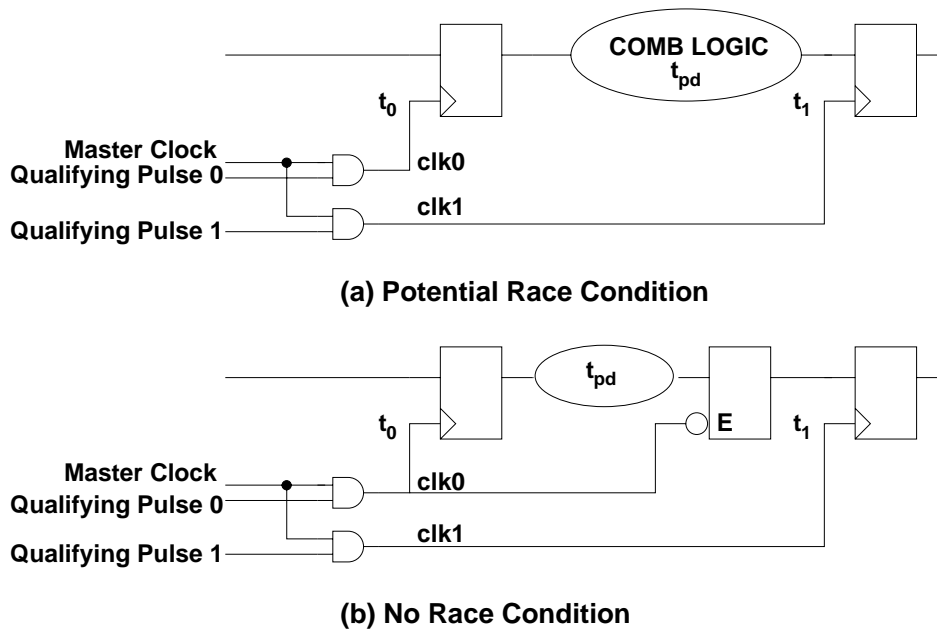 COMB LOGIC
tpd
t0
t1
Master Clock
Qualifying Pulse 0
clk0
Qualifying Pulse 1
clk1
(a) Potential Race Condition
tpd
t0
E
t1
Master Clock
Qualifying Pulse 0
clk0
Qualifying Pulse 1
clk1
(b) No Race Condition